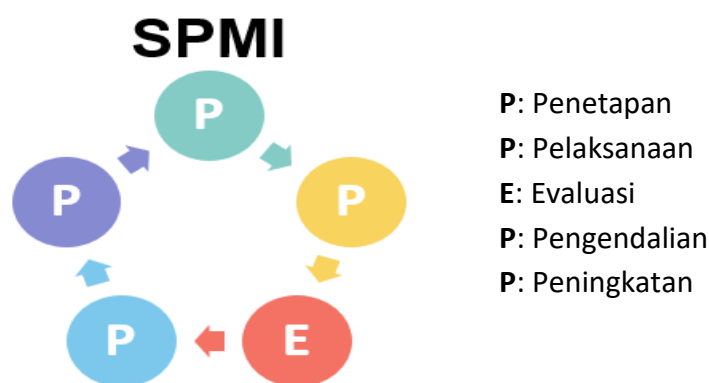 SPMI
P
P
E
P
P
P: Penetapan
P: Pelaksanaan
E: Evaluasi
P: Pengendalian
P: Peningkatan